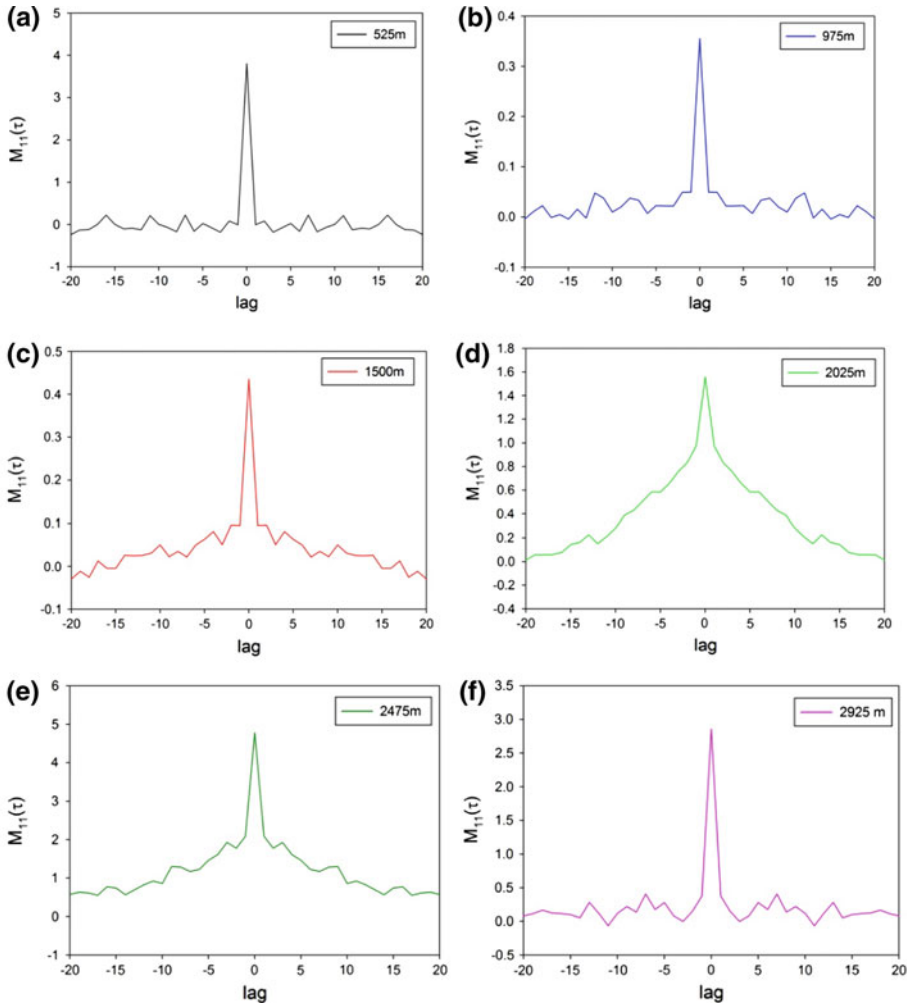 (a)
5
4
3
2
1
0
-1
M₁₁(τ)
525m
-20 -15 -10 -5 0 5 10 15 20
lag
(b)
0.4
0.3
0.2
0.1
0.0
-0.1
M₁₁(τ)
975m
-20 -15 -10 -5 0 5 10 15 20
lag
(c)
0.5
0.4
0.3
0.2
0.1
0.0
-0.1
M₁₁(τ)
1500m
-20 -15 -10 -5 0 5 10 15 20
lag
(d)
1.8
1.6
1.4
1.2
1.0
0.8
0.6
0.4
0.2
0.0
-0.2
-0.4
M₁₁(τ)
2025m
-20 -15 -10 -5 0 5 10 15 20
lag
(e)
6
5
4
3
2
1
0
-1
M₁₁(τ)
2475m
-20 -15 -10 -5 0 5 10 15 20
lag
(f)
3.5
3.0
2.5
2.0
1.5
1.0
0.5
0.0
-0.5
M₁₁(τ)
2925 m
-20 -15 -10 -5 0 5 10 15 20
lag